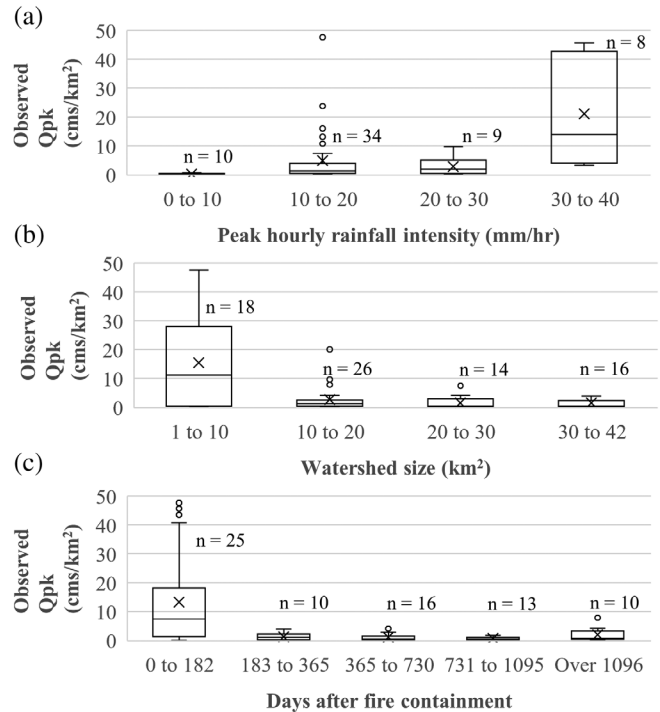 (a)
Observed
Qpk
(cms/km²)
50
40
30
20
10
0
n = 10
n = 34
n = 9
n = 8
0 to 10
10 to 20
20 to 30
30 to 40
Peak hourly rainfall intensity (mm/hr)
(b)
Observed
Qpk
((cms/km²)
50
40
30
20
10
0
n = 18
n = 26
n = 14
n = 16
1 to 10
10 to 20
20 to 30
30 to 42
Watershed size (km²)
(c)
Observed
Qpk
(cms/km²)
50
40
30
20
10
0
n = 25
n = 10
n = 16
n = 13
n = 10
0 to 182
183 to 365
365 to 730
731 to 1095
Over 1096
Days after fire containment